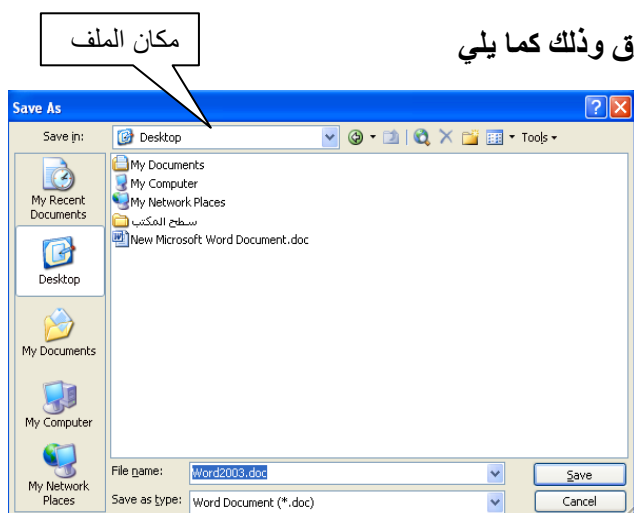 مكان الملف
ق وذلك كما يلي
Save As
Save in:
Desktop
Tools
My Recent
Documents
Desktop
My Documents
My Computer
My Network
Places
My Documents
My Computer
My Network Places
سطح المكتب
New Microsoft Word Document.doc
File name:
Word2003.doc
Save
Save as type:
Word Document (*.doc)
Cancel